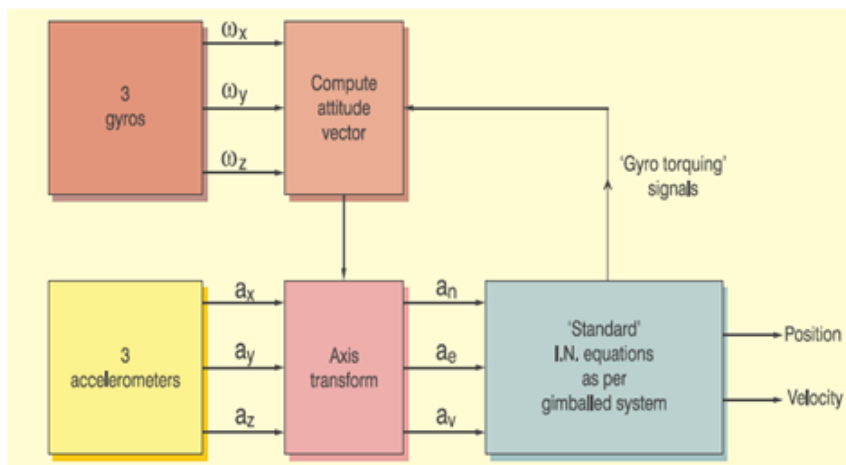 3
gyros
ωx
ωy
ωz
Compute
attitude
vector
'Gyro torquing'
signals
3
accelerometers
ax
ay
az
Axis
transform
an
ae
av
'Standard'
I.N. equations
as per
gimballed system
Position
Velocity